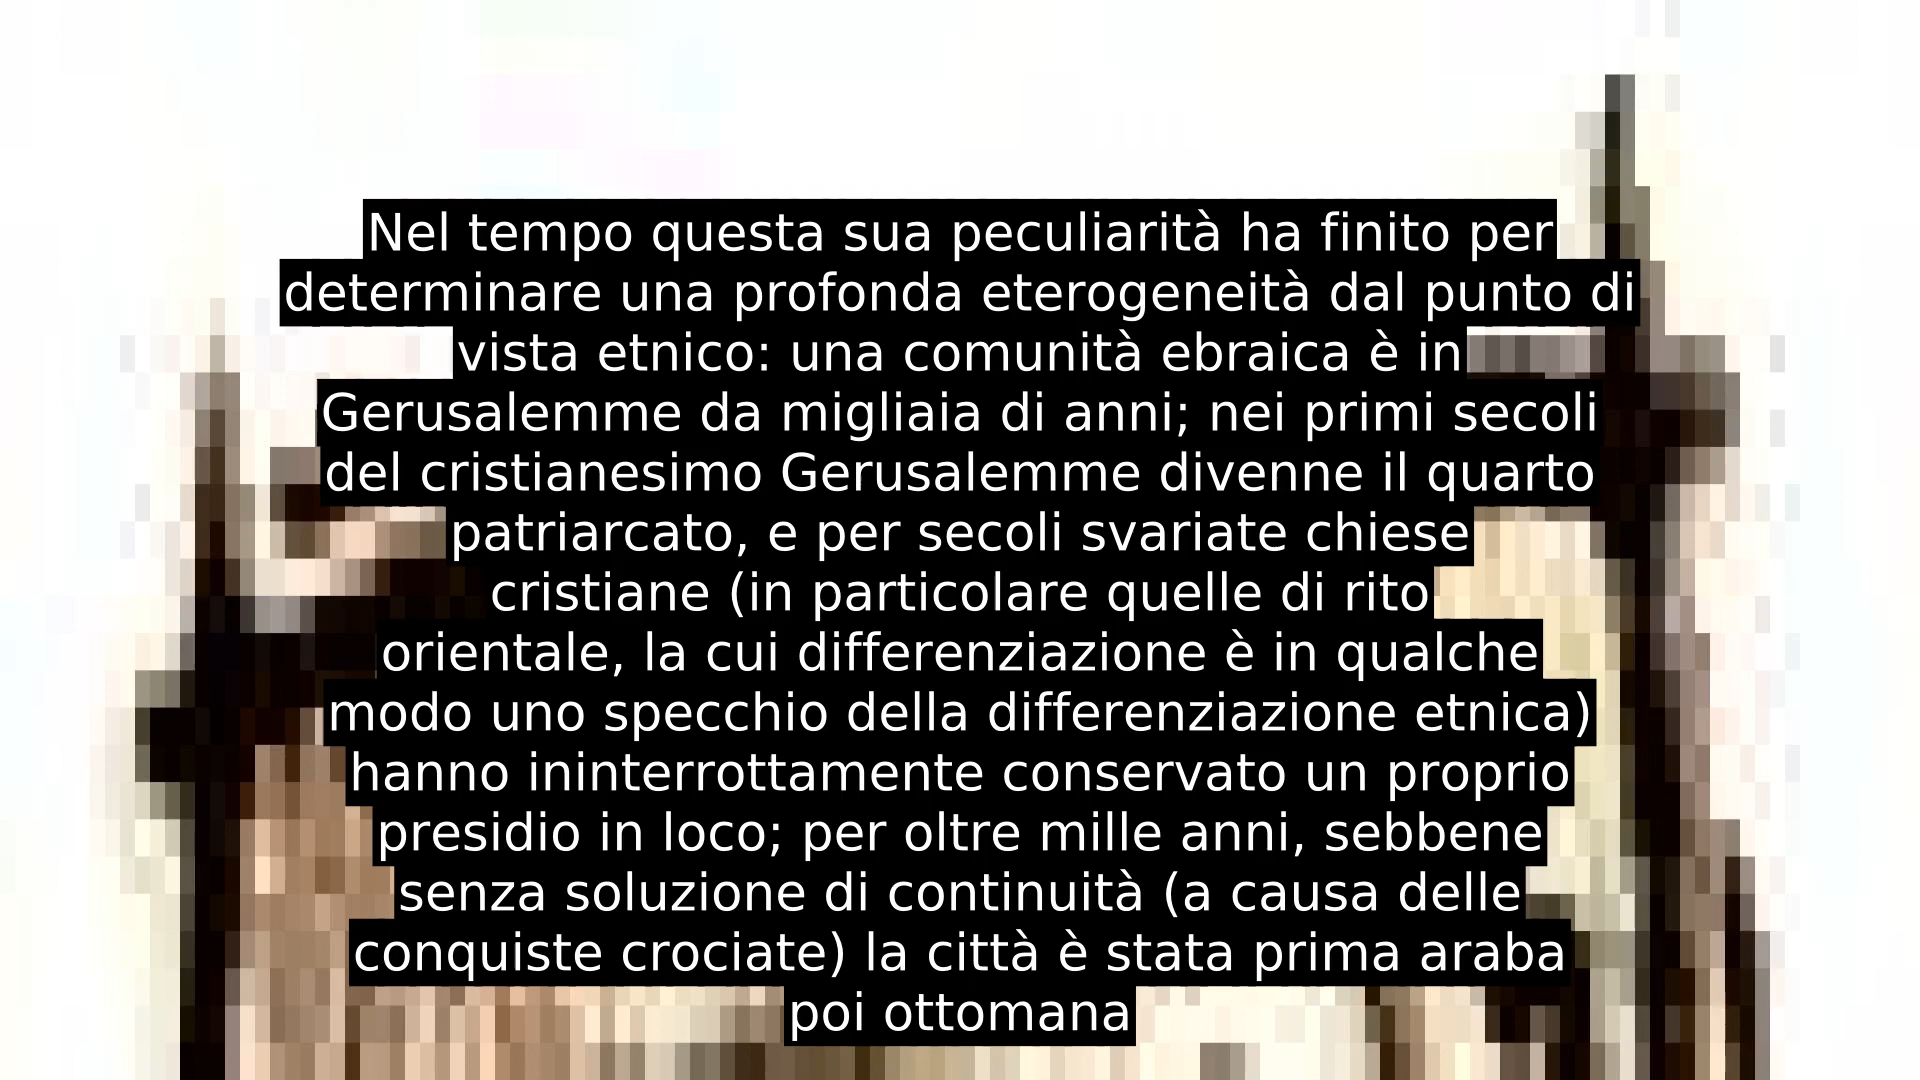 Nel tempo questa sua peculiarità ha finito per
determinare una profonda eterogeneità dal punto di
vista etnico: una comunità ebraica è in
Gerusalemme da migliaia di anni; nei primi secoli
del cristianesimo Gerusalemme divenne il quarto
patriarcato, e per secoli svariate chiese
cristiane (in particolare quelle di rito
orientale, la cui differenziazione è in qualche
modo uno specchio della differenziazione etnica)
hanno ininterrottamente conservato un proprio
presidio in loco; per oltre mille anni, sebbene
senza soluzione di continuità (a causa delle
conquiste crociate) la città è stata prima araba
poi ottomana